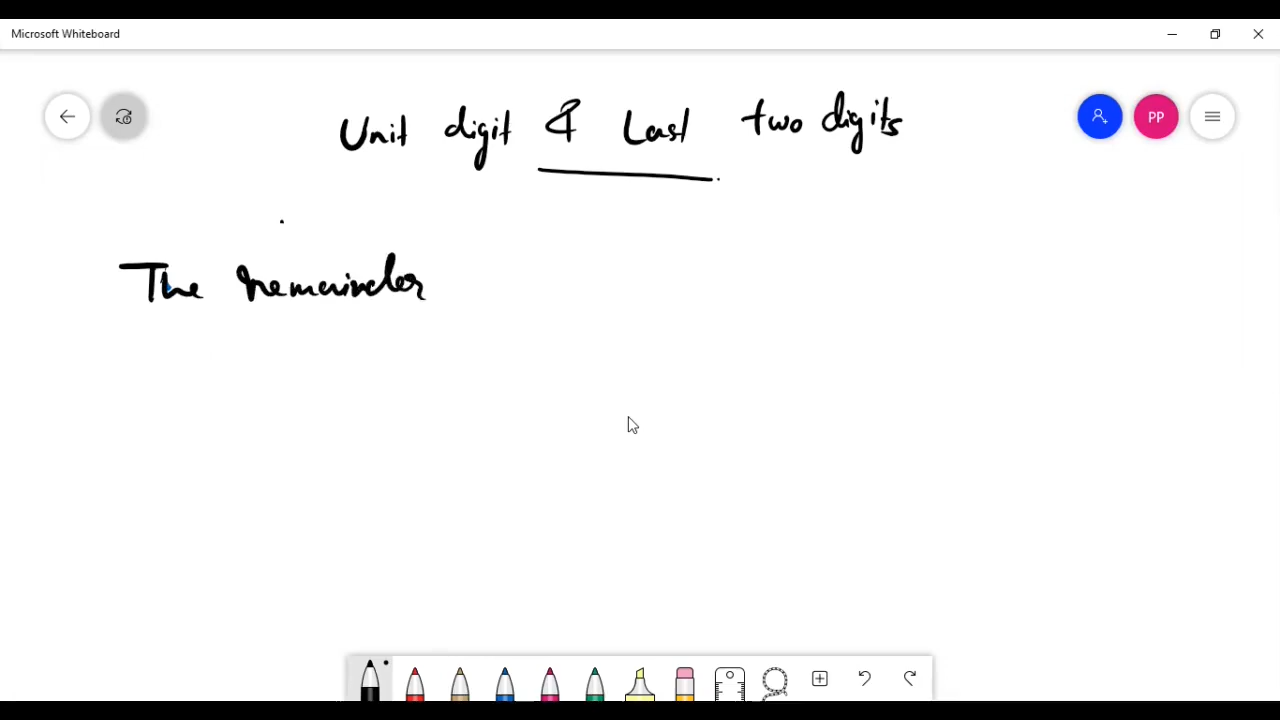 Microsoft Whiteboard
PP
Unit digit & Last two digits
The remainder